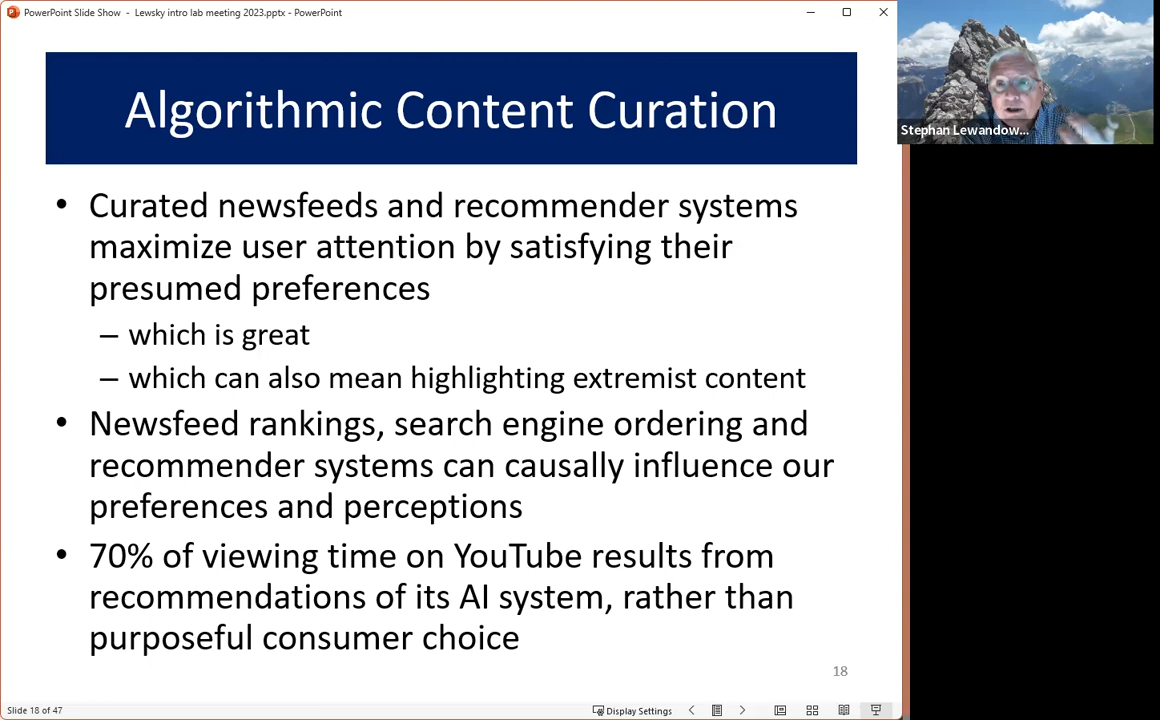 PowerPoint Slide Show - Lewsky intro lab meeting 2023.pptx - PowerPoint
Algorithmic Content Curation
• Curated newsfeeds and recommender systems
maximize user attention by satisfying their
presumed preferences
– which is great
– which can also mean highlighting extremist content
• Newsfeed rankings, search engine ordering and
recommender systems can causally influence our
preferences and perceptions
• 70% of viewing time on YouTube results from
recommendations of its AI system, rather than
purposeful consumer choice
18
Slide 18 of 47
Display Settings
Stephan Lewandow...